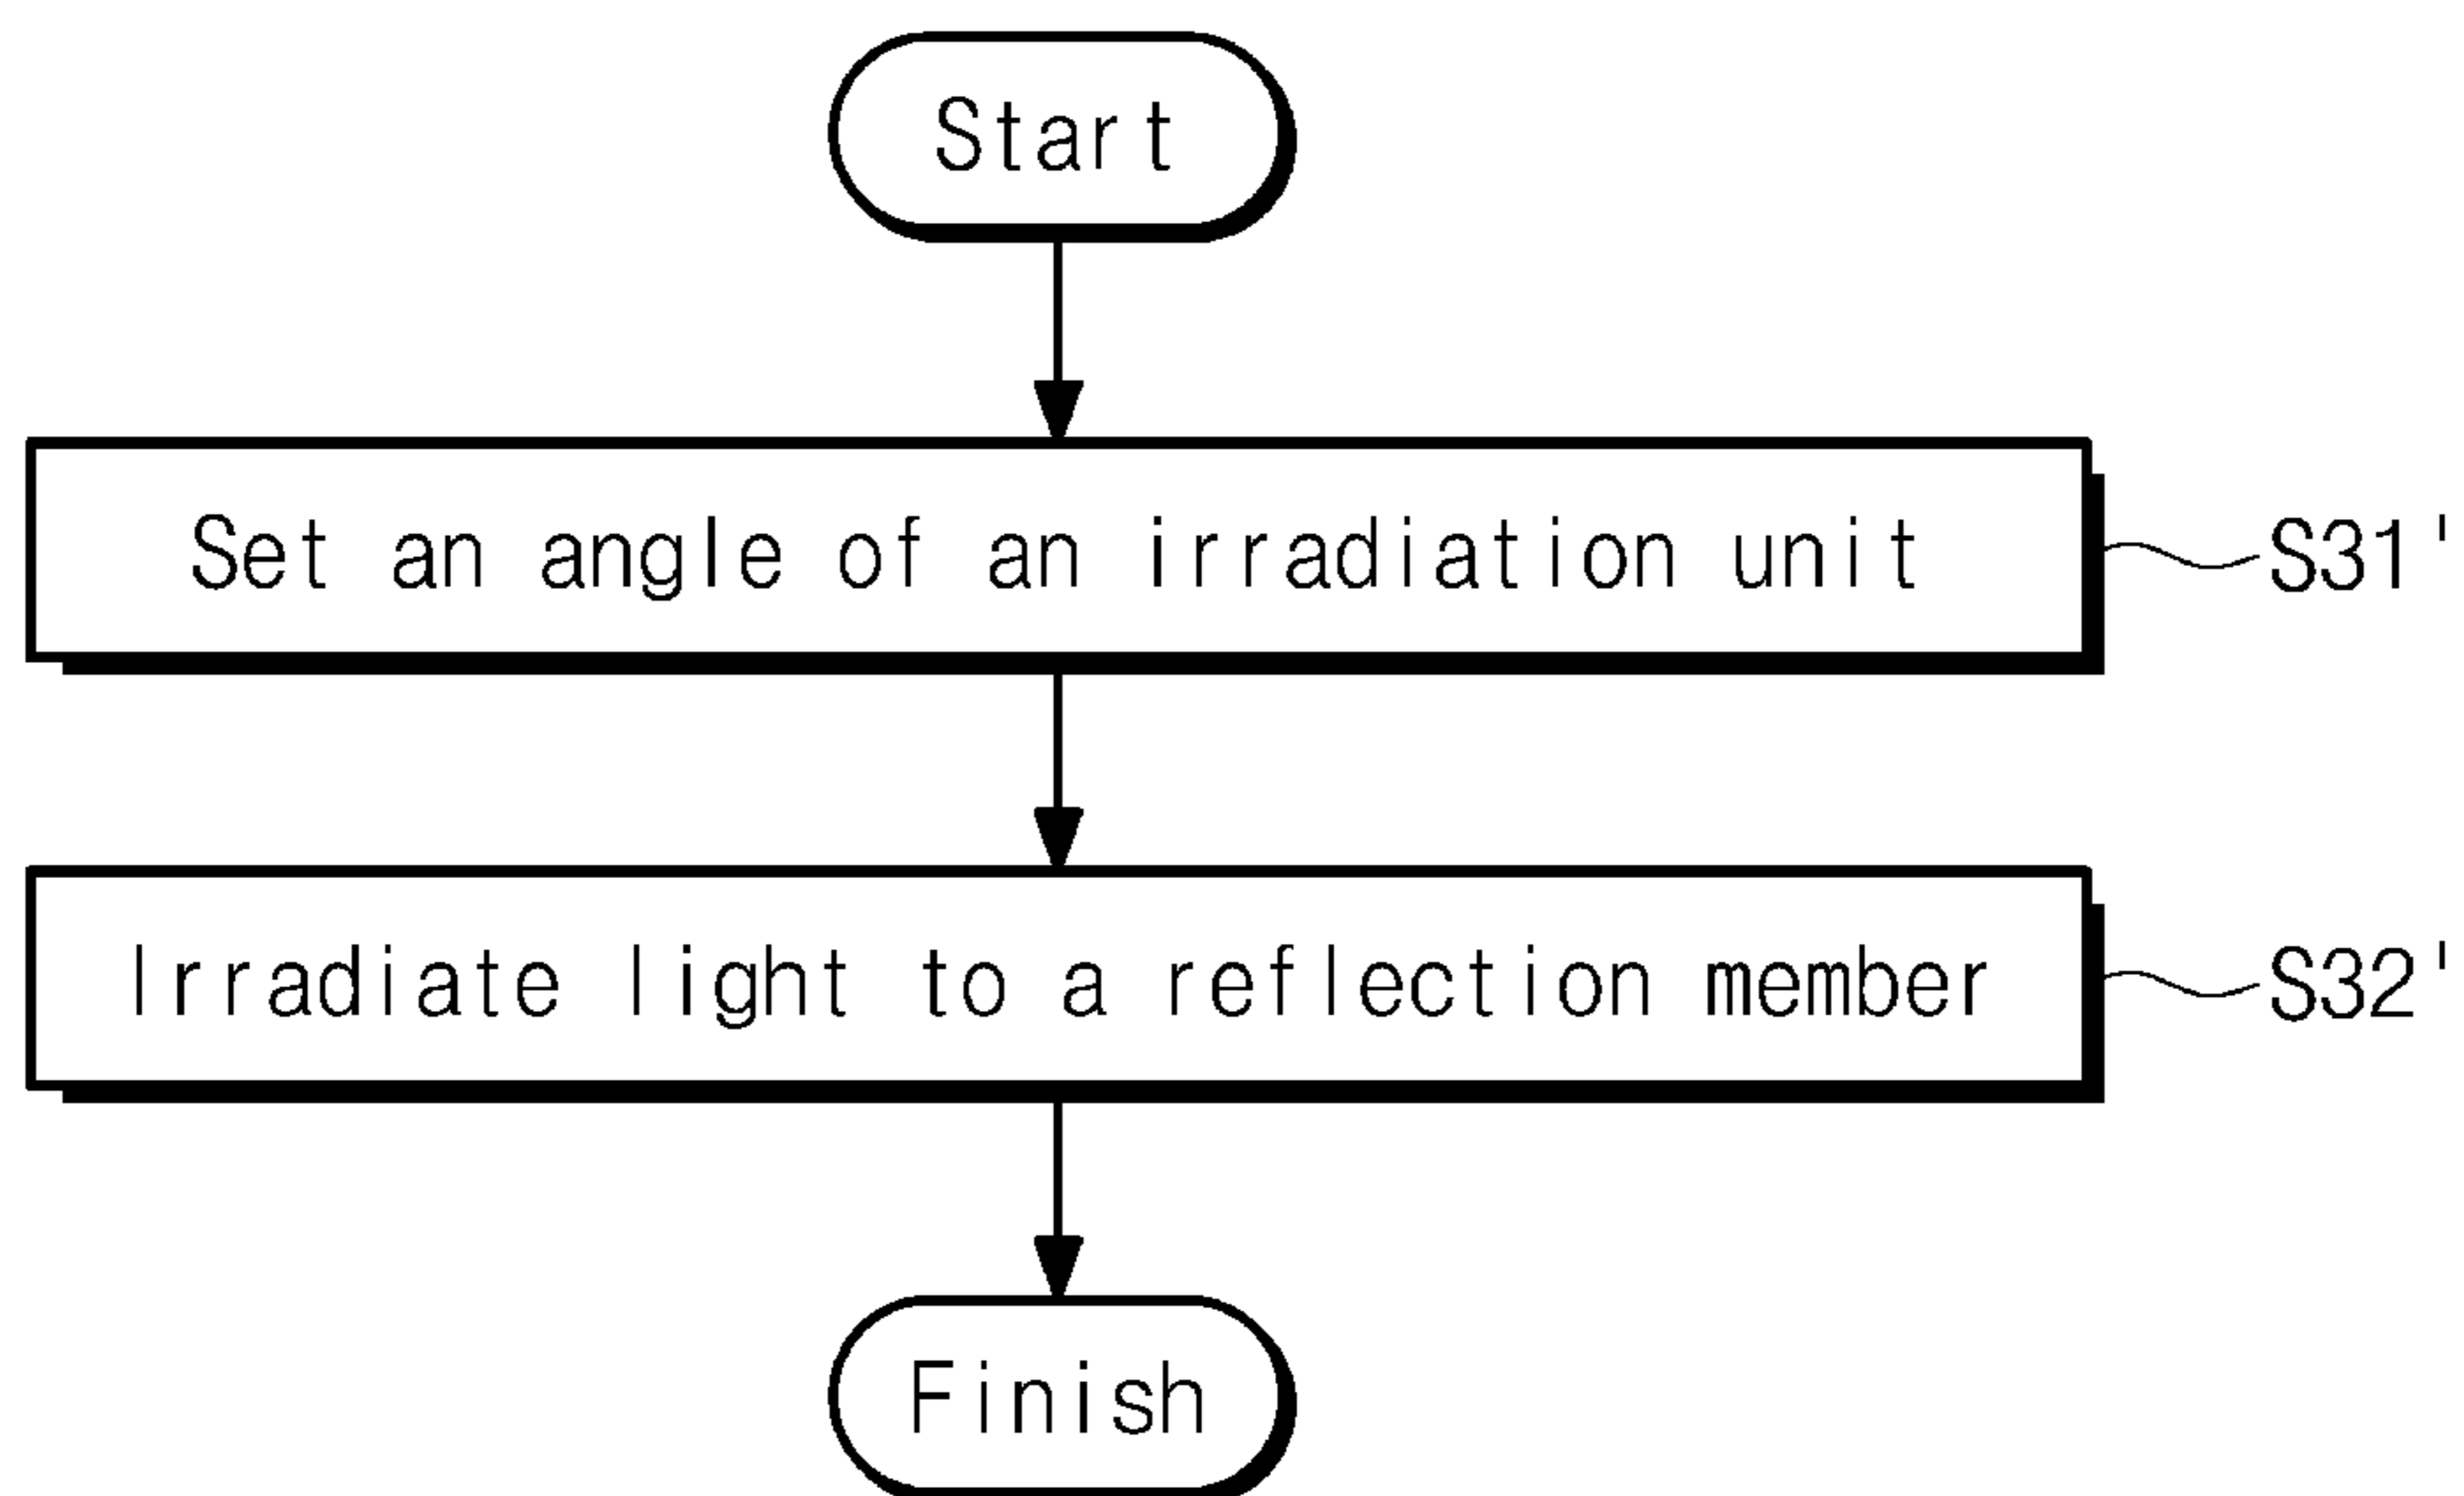 Start
Set an angle of an irradiation unit
S31'
Irradiate light to a reflection member
S32'
Finish